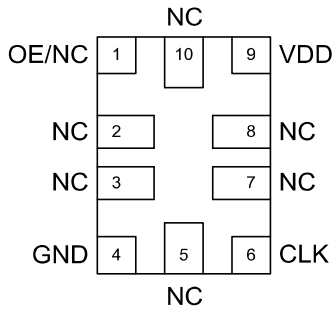 NC
OE/NC 1 10 9 VDD
NC 2 8 NC
NC 3 7 NC
GND 4 5 6 CLK
NC